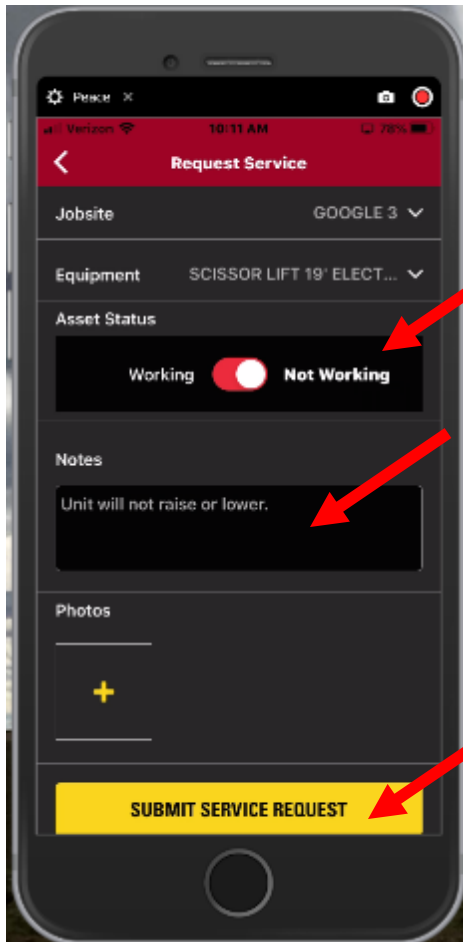 Peace ×
Verizon 10:11 AM 78%
Request Service
Jobsite GOOGLE 3
Equipment SCISSOR LIFT 19' ELECT...
Asset Status
Working Not Working
Notes
Unit will not raise or lower.
Photos
+
SUBMIT SERVICE REQUEST